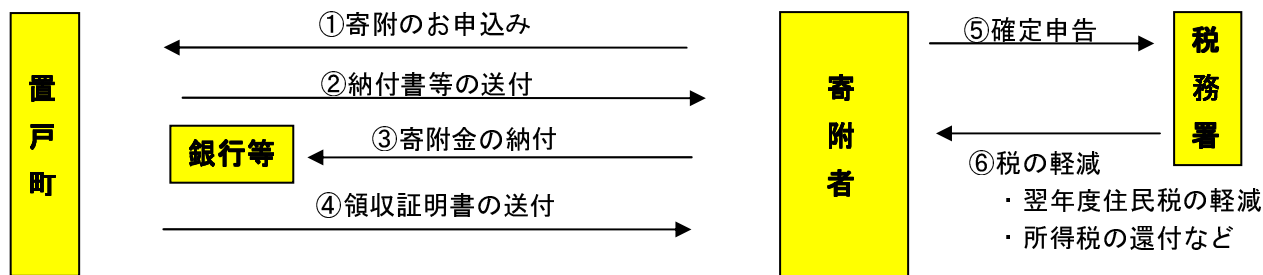 置戸町
①寄附のお申込み
②納付書等の送付
銀行等
③寄附金の納付
④領収証明書の送付
寄附者
⑤確定申告
税務署
⑥税の軽減
・翌年度住民税の軽減
・所得税の還付など